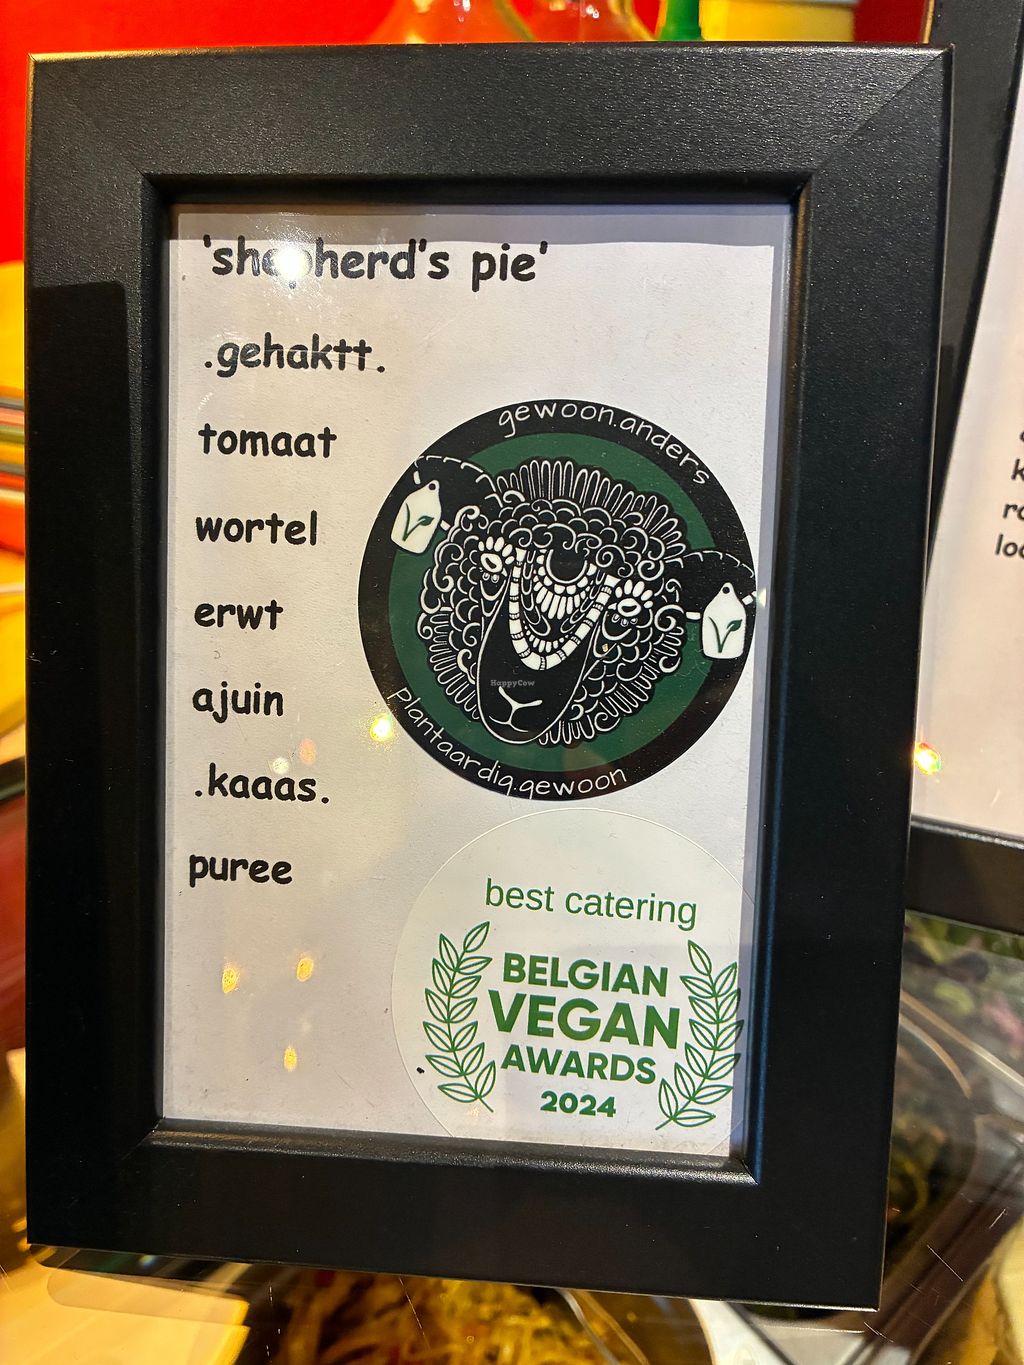 'shepherd's pie'
.gehaktt.
tomaat
wortel
erwt
ajuin
.kaaas.
puree
gewoon.anders
Plantaardig.gewoon
HappyCow
best catering
BELGIAN
VEGAN
AWARDS
2024